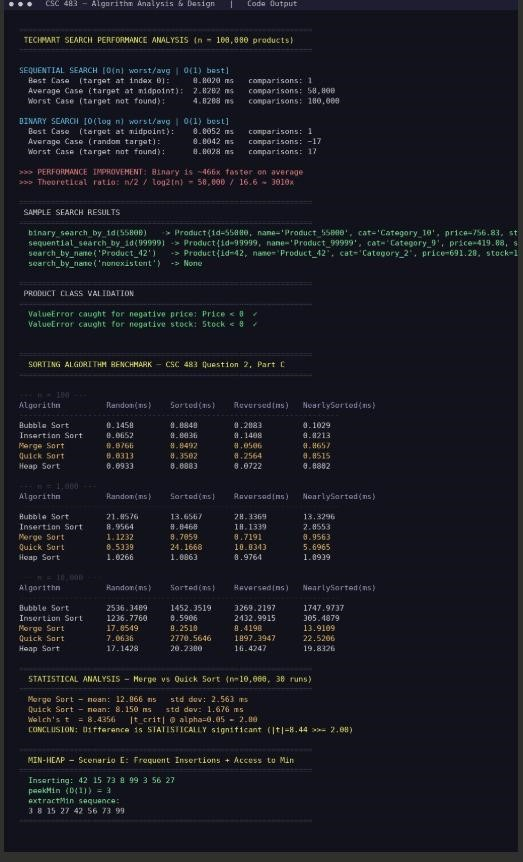 CSC 483 — Algorithm Analysis & Design | Code Output
TECHMART SEARCH PERFORMANCE ANALYSIS (n = 100,000 products)
SEQUENTIAL SEARCH [O(n) worst/avg | O(1) best]
Best Case (target at index 0): 0.0020 ms comparisons: 1
Average Case (target at midpoint): 2.0202 ms comparisons: 50,000
Worst Case (target not found): 4.8208 ms comparisons: 100,000
BINARY SEARCH [O(log n) worst/avg | O(1) best]
Best Case (target at midpoint): 0.0052 ms comparisons: 1
Average Case (random target): 0.0042 ms comparisons: ~17
Worst Case (target not found): 0.0028 ms comparisons: 17
>>> PERFORMANCE IMPROVEMENT: Binary is ~466x faster on average
>>> Theoretical ratio: n/2 / log2(n) = 50,000 / 16.6 ≈ 3010x
SAMPLE SEARCH RESULTS
binary_search_by_id(55000) -> Product{id=55000, name='Product_55000', cat='Category_10', price=756.83, st
sequential_search_by_id(99999) -> Product{id=99999, name='Product_99999', cat='Category_9', price=419.08, s
search_by_name('Product_42') -> Product{id=42, name='Product_42', cat='Category_2', price=691.28, stock=1
search_by_name('nonexistent') -> None
PRODUCT CLASS VALIDATION
ValueError caught for negative price: Price < 0 ✓
ValueError caught for negative stock: Stock < 0 ✓
SORTING ALGORITHM BENCHMARK — CSC 483 Question 2, Part C
--- n = 100 ---
Algorithm Random(ms) Sorted(ms) Reversed(ms) NearlySorted(ms)
Bubble Sort 0.1458 0.0840 0.2083 0.1029
Insertion Sort 0.0652 0.0036 0.1408 0.0213
Merge Sort 0.0766 0.0492 0.0506 0.0657
Quick Sort 0.0313 0.3502 0.2564 0.0515
Heap Sort 0.0933 0.0883 0.0722 0.0802
--- n = 1,000 ---
Algorithm Random(ms) Sorted(ms) Reversed(ms) NearlySorted(ms)
Bubble Sort 21.0576 13.6567 28.3369 13.3296
Insertion Sort 8.9564 0.0460 18.1339 2.0553
Merge Sort 1.1232 0.7059 0.7191 0.9563
Quick Sort 0.5339 24.1668 18.8343 5.6965
Heap Sort 1.0266 1.0863 0.9764 1.0939
--- n = 10,000 ---
Algorithm Random(ms) Sorted(ms) Reversed(ms) NearlySorted(ms)
Bubble Sort 2536.3409 1452.3519 3269.2197 1747.9737
Insertion Sort 1236.7760 0.5906 2432.9915 305.4879
Merge Sort 17.0549 8.2510 8.4198 13.9109
Quick Sort 7.0636 2770.5646 1897.3947 22.5206
Heap Sort 17.1428 20.2300 16.4247 19.8326
STATISTICAL ANALYSIS — Merge vs Quick Sort (n=10,000, 30 runs)
Merge Sort — mean: 12.866 ms std dev: 2.563 ms
Quick Sort — mean: 8.150 ms std dev: 1.676 ms
Welch's t = 8.4356 |t_crit| @ alpha=0.05 ≈ 2.00
CONCLUSION: Difference is STATISTICALLY significant (|t|=8.44 >>= 2.00)
MIN-HEAP — Scenario E: Frequent Insertions + Access to Min
Inserting: 42 15 73 8 99 3 56 27
peekMin (O(1)) = 3
extractMin sequence:
3 8 15 27 42 56 73 99